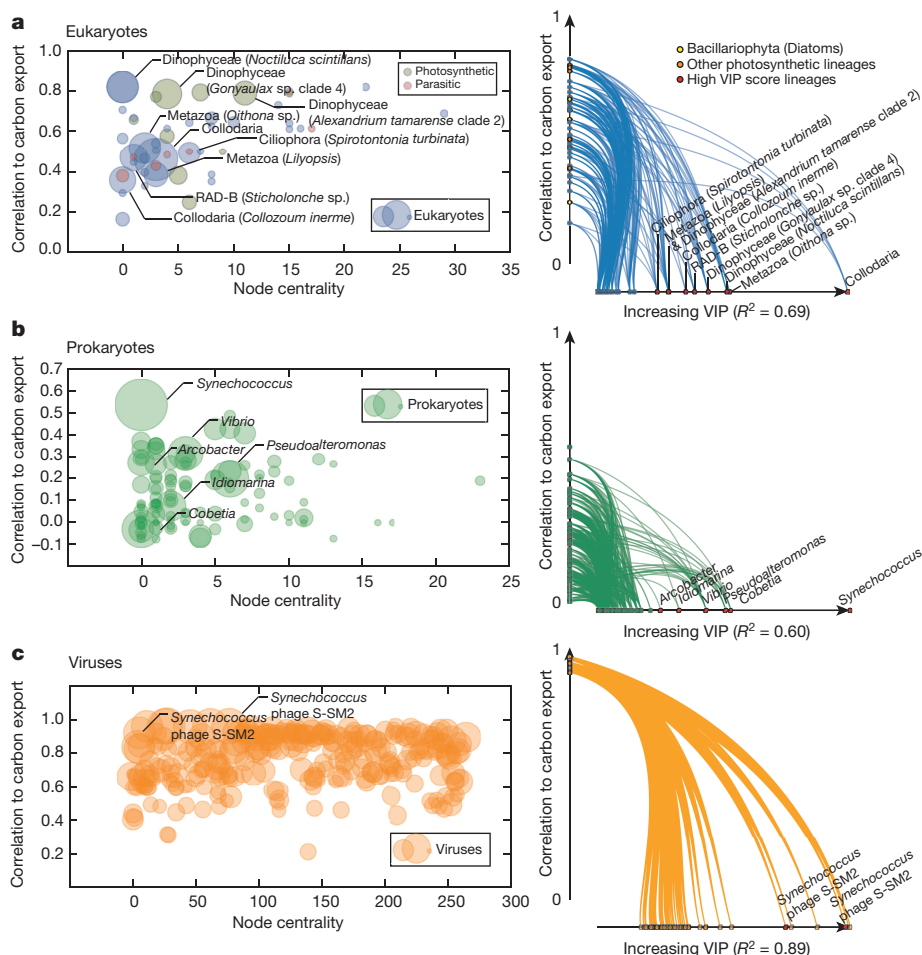 a
Eukaryotes
Correlation to carbon export
1.0
0.8
0.6
0.4
0.2
0.0
Dinophyceae (Noctiluca scintillans)
Dinophyceae
(Gonyaulax sp. clade 4)
Dinophyceae
(Alexandrium tamarense clade 2)
Metazoa (Oithona sp.)
Collodaria
Ciliophora (Spirotontonia turbinata)
Metazoa (Lilyopsis)
RAD-B (Sticholonche sp.)
Collodaria (Collozoum inerme)
Photosynthetic
Parasitic
Eukaryotes
0 5 10 15 20 25 30 35
Node centrality
1
Correlation to carbon export
0
Bacillariophyta (Diatoms)
Other photosynthetic lineages
High VIP score lineages
Ciliophora (Spirotontonia turbinata)
Metazoa (Lilyopsis)
& Dinophyceae (Alexandrium tamarense clade 2)
Collodaria (Collozoum inerme)
RAD-B (Sticholonche sp.)
Dinophyceae (Gonyaulax sp. clade 4)
Dinophyceae (Noctiluca scintillans)
Metazoa (Oithona sp.)
Collodaria
Increasing VIP (R² = 0.69)
b
Prokaryotes
Correlation to carbon export
0.7
0.6
0.5
0.4
0.3
0.2
0.1
0.0
–0.1
Synechococcus
Vibrio
Arcobacter
Pseudoalteromonas
Idiomarina
Cobetia
Prokaryotes
0 5 10 15 20 25
Node centrality
1
Correlation to carbon export
0
Arcobacter
Idiomarina
Vibrio
Pseudoalteromonas
Cobetia
Synechococcus
Increasing VIP (R² = 0.60)
c
Viruses
Correlation to carbon export
1.0
0.8
0.6
0.4
0.2
Synechococcus
phage S-SM2
Synechococcus
phage S-SM2
Viruses
0 50 100 150 200 250 300
Node centrality
1
Correlation to carbon export
0
Synechococcus
phage S-SM2
Synechococcus
phage S-SM2
Increasing VIP (R² = 0.89)